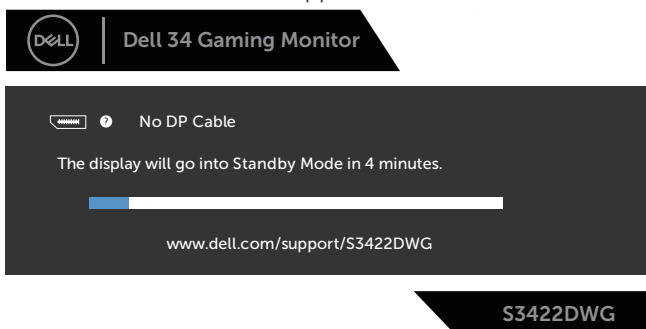 DELL
Dell 34 Gaming Monitor
? No DP Cable
The display will go into Standby Mode in 4 minutes.
www.dell.com/support/S3422DWG
S3422DWG